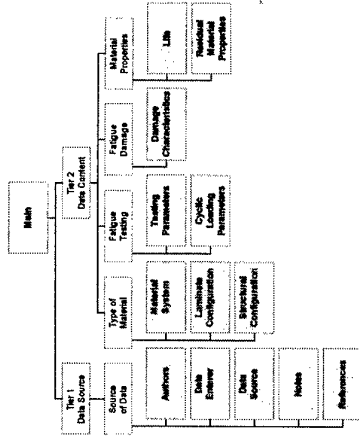 Main
Tier 1
Data Source
Tier 2
Data Content
Source
of Data
Type of
Material
Fatigue
Testing
Fatigue
Damage
Material
Properties
Authors
Data
Enterer
Data
Source
Notes
References
Material
System
Laminate
Configuration
Structural
Configuration
Testing
Parameters
Cyclic
Loading
Parameters
Damage
Characteristics
Life
Residual
Material
Properties